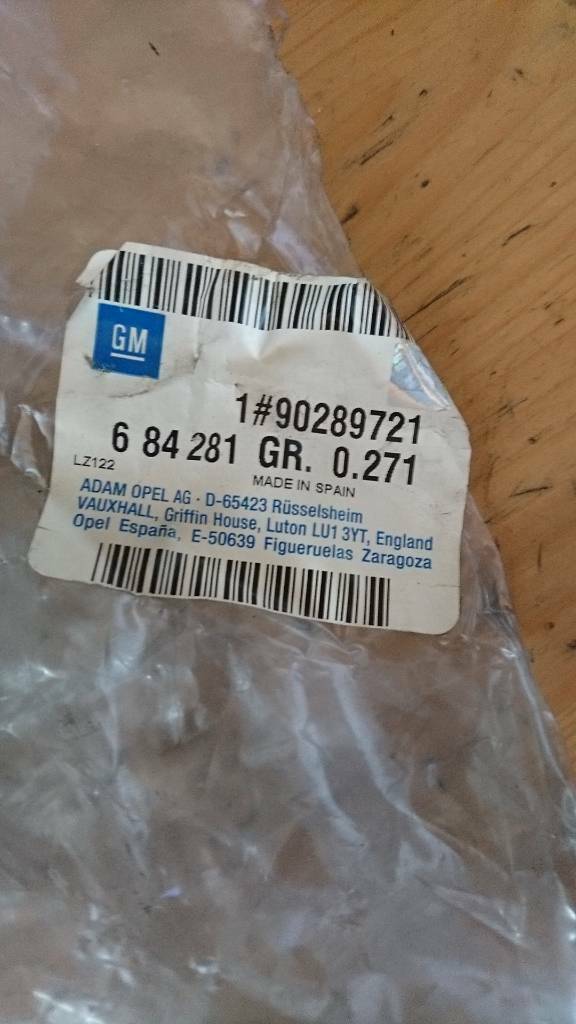 GM
1#90289721
6 84 281 GR. 0.271
LZ122
MADE IN SPAIN
ADAM OPEL AG · D-65423 Rüsselsheim
VAUXHALL, Griffin House, Luton LU1 3YT, England
Opel España, E-50639 Figueruelas Zaragoza